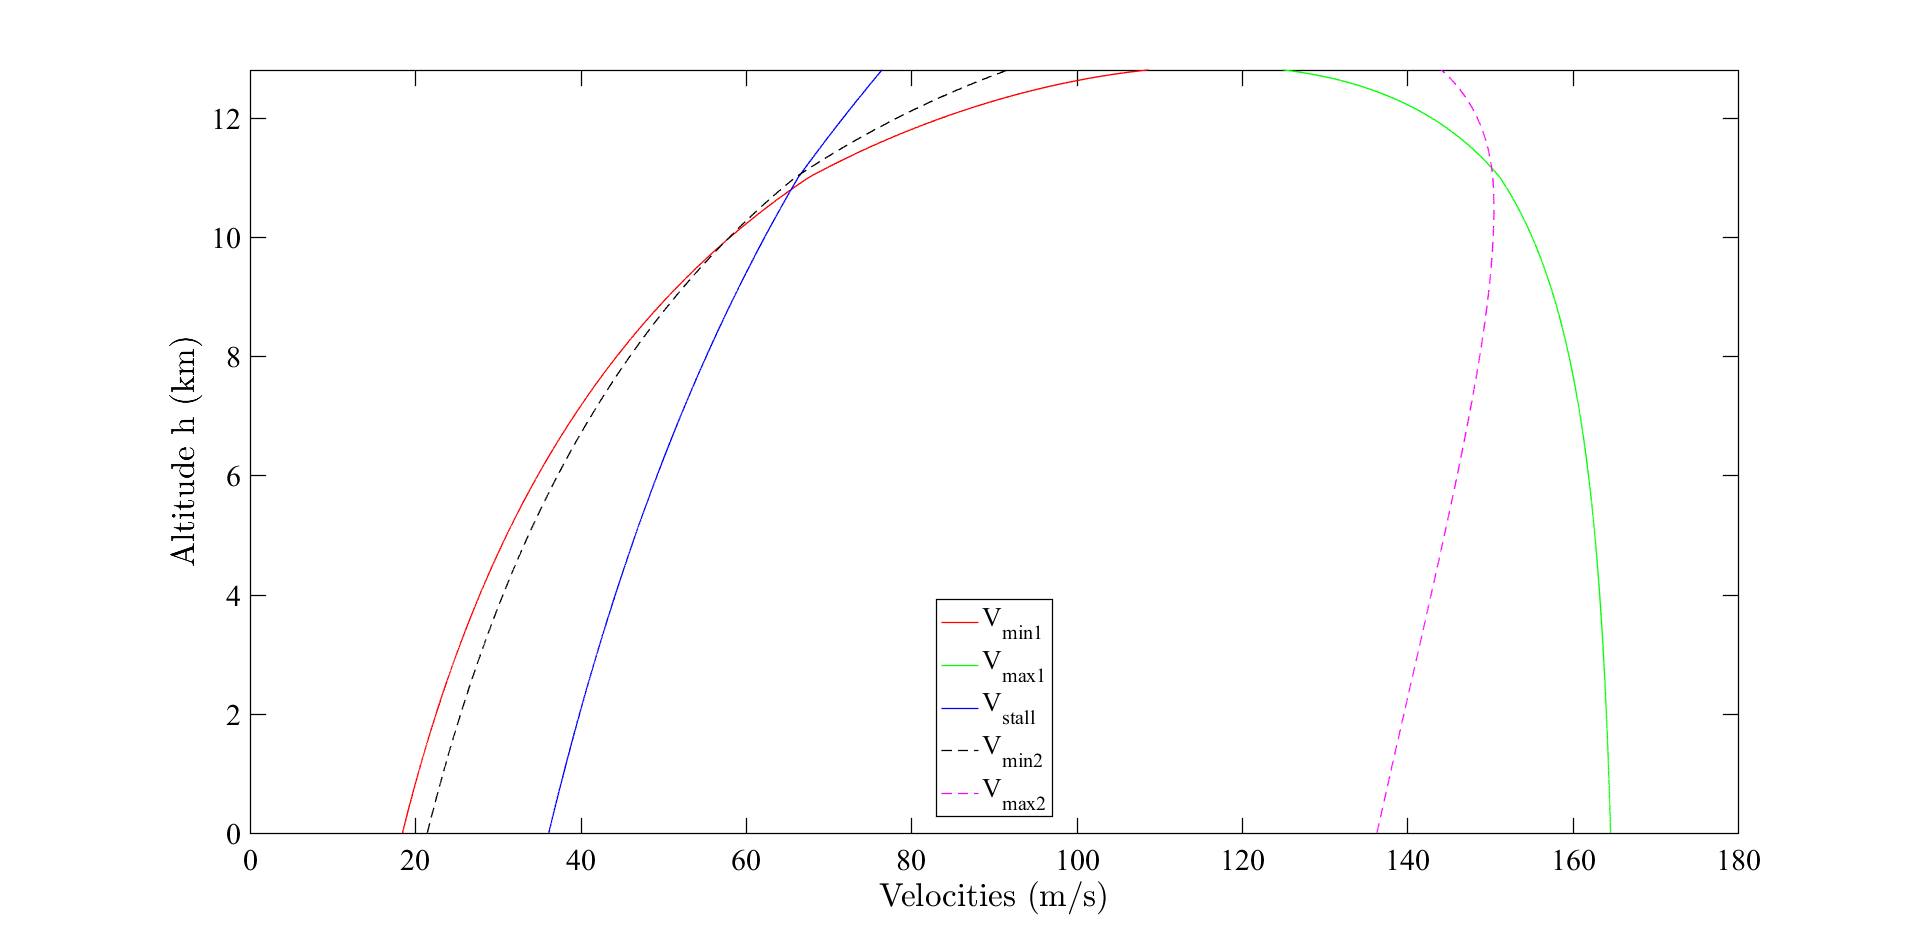 12
10
8
6
4
2
0
Altitude h (km)
V_min1
V_max1
V_stall
V_min2
V_max2
0 20 40 60 80 100 120 140 160 180
Velocities (m/s)